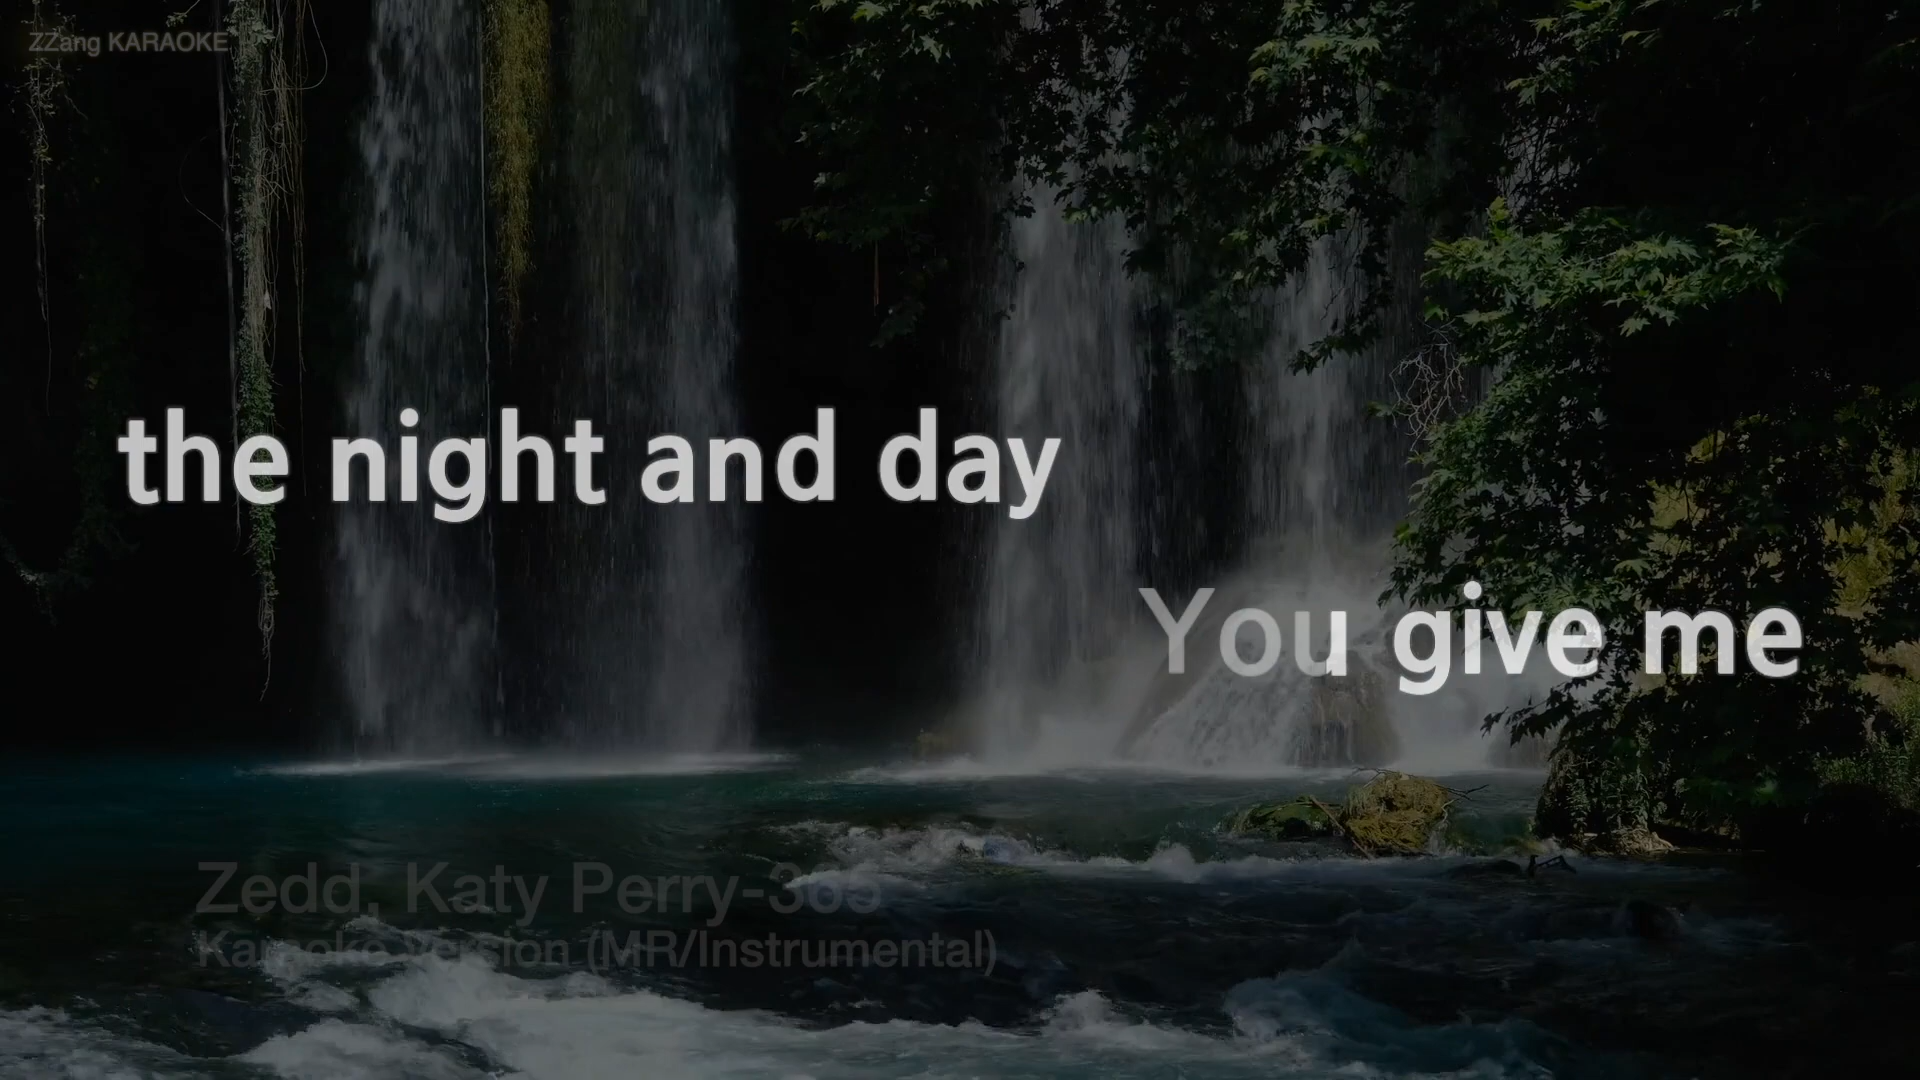 ZZang KARAOKE
the night and day
You give me
Zedd, Katy Perry-365
Karaoke Version (MR/Instrumental)